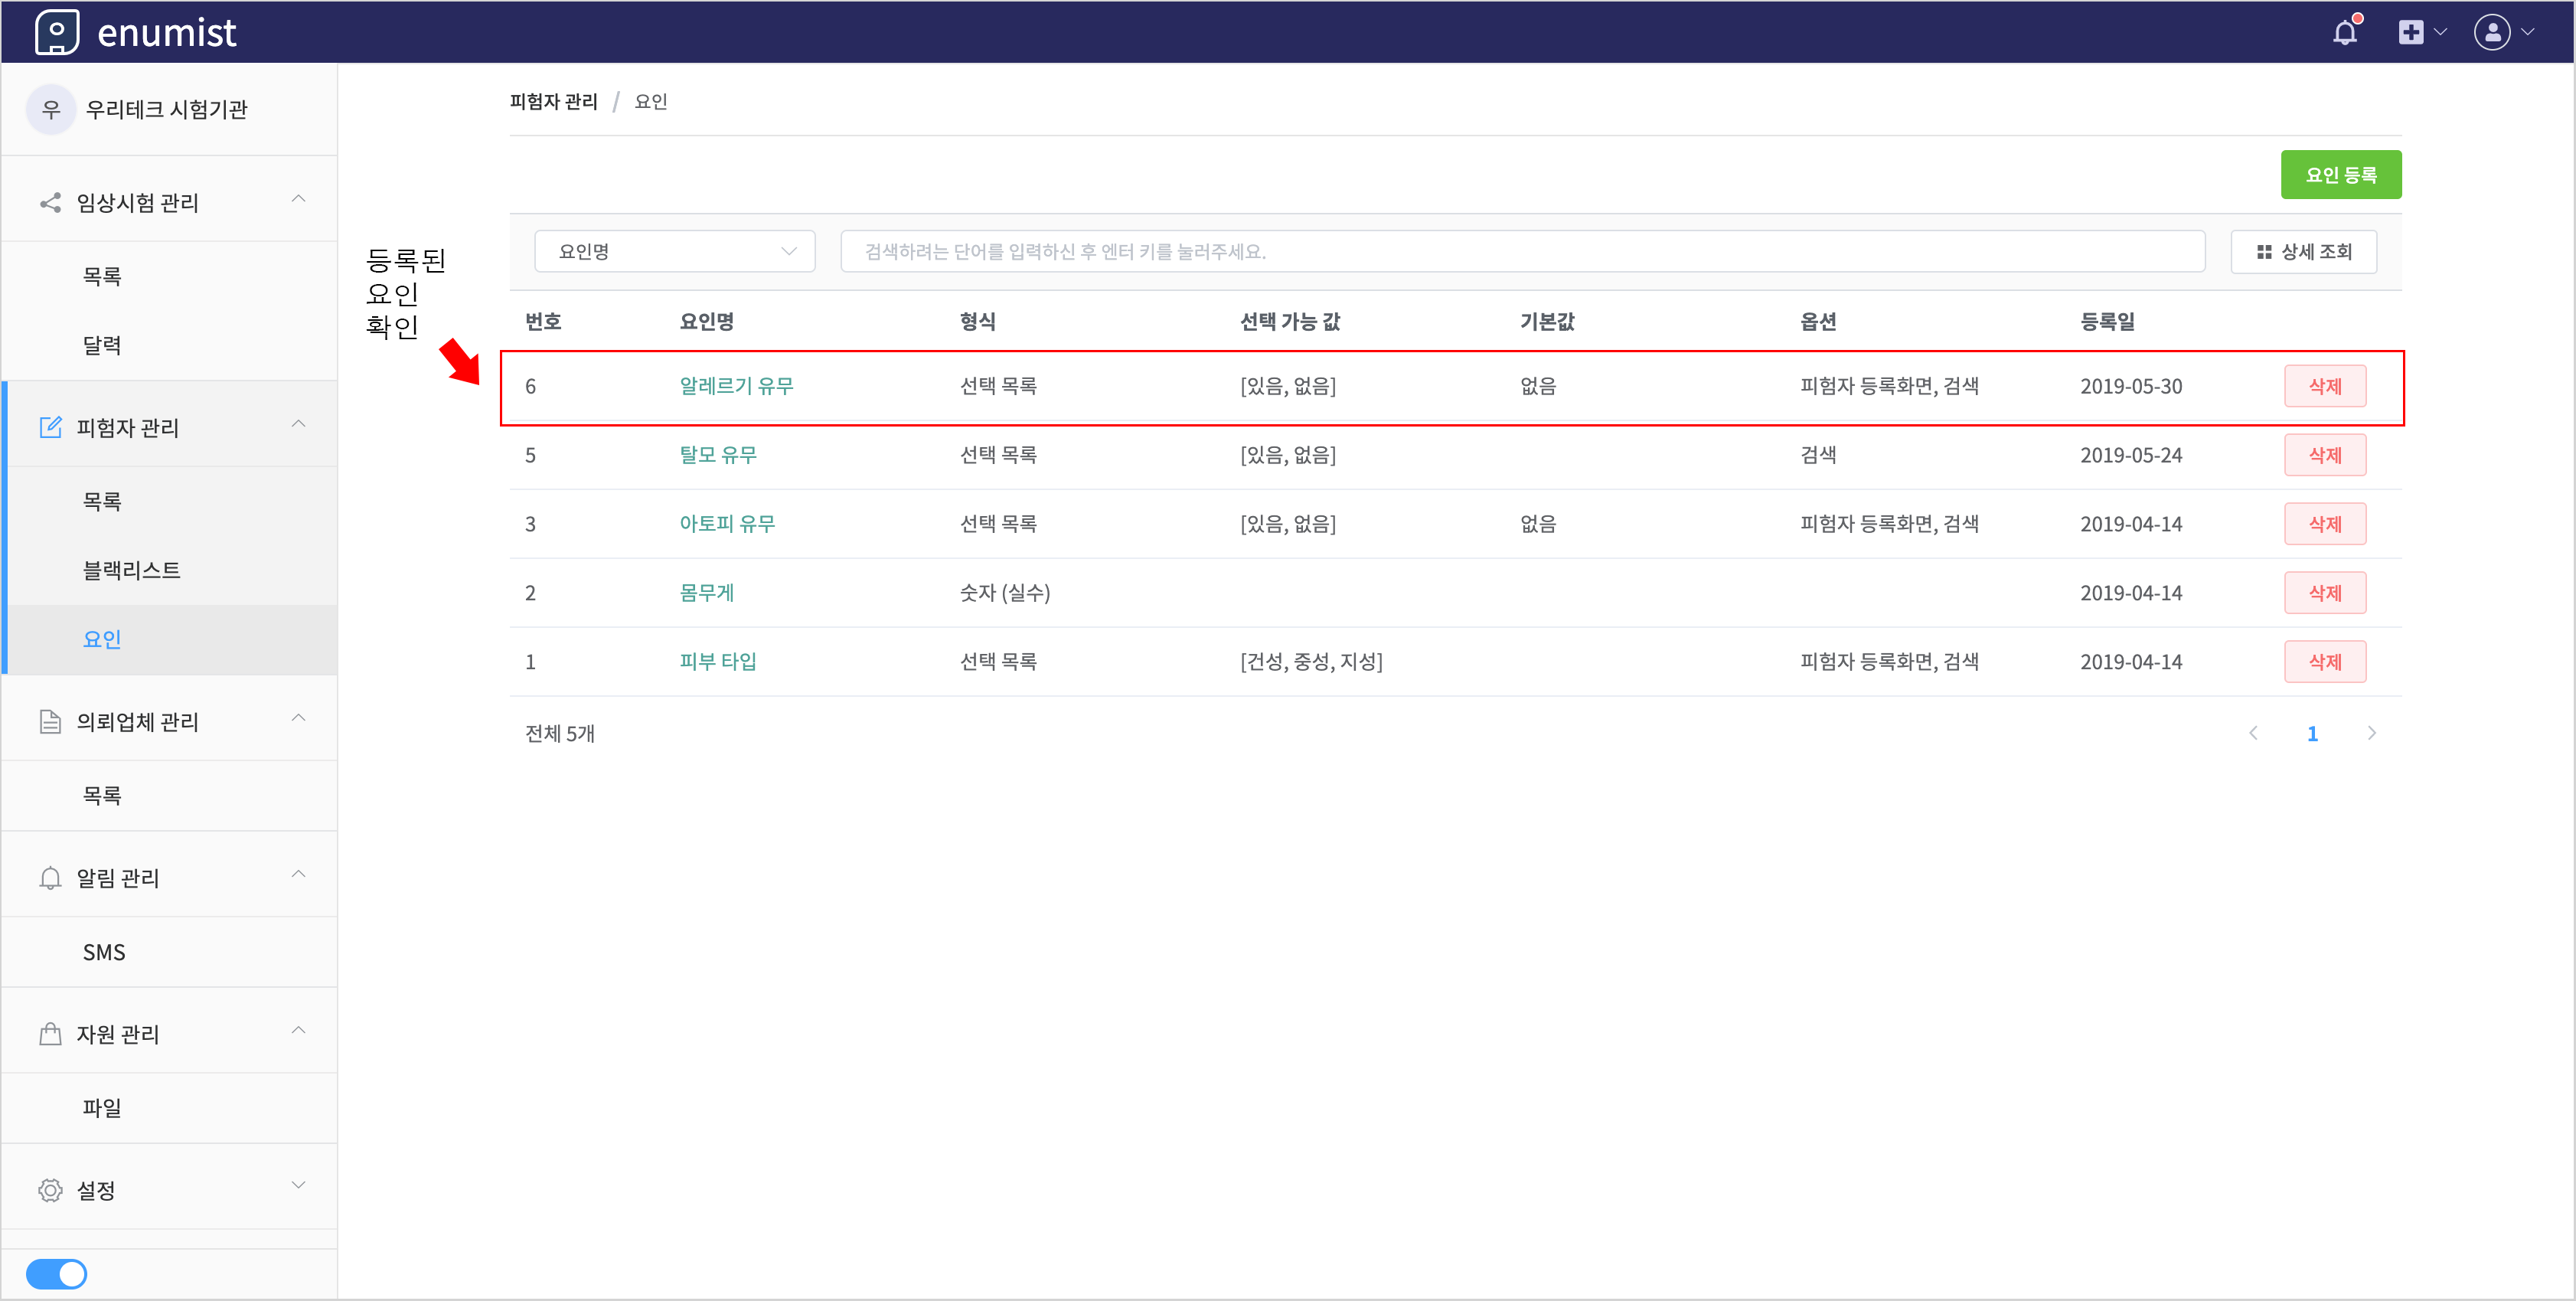 enumist
우 우리테크 시험기관
임상시험 관리
목록
달력
피험자 관리
목록
블랙리스트
요인
의뢰업체 관리
목록
알림 관리
SMS
자원 관리
파일
설정
피험자 관리 / 요인
요인 등록
요인명 검색하려는 단어를 입력하신 후 엔터 키를 눌러주세요. 상세 조회
등록된
요인
확인
번호 요인명 형식 선택 가능 값 기본값 옵션 등록일
6 알레르기 유무 선택 목록 [있음, 없음] 없음 피험자 등록화면, 검색 2019-05-30 삭제
5 탈모 유무 선택 목록 [있음, 없음] 검색 2019-05-24 삭제
3 아토피 유무 선택 목록 [있음, 없음] 없음 피험자 등록화면, 검색 2019-04-14 삭제
2 몸무게 숫자 (실수) 2019-04-14 삭제
1 피부 타입 선택 목록 [건성, 중성, 지성] 피험자 등록화면, 검색 2019-04-14 삭제
전체 5개 1